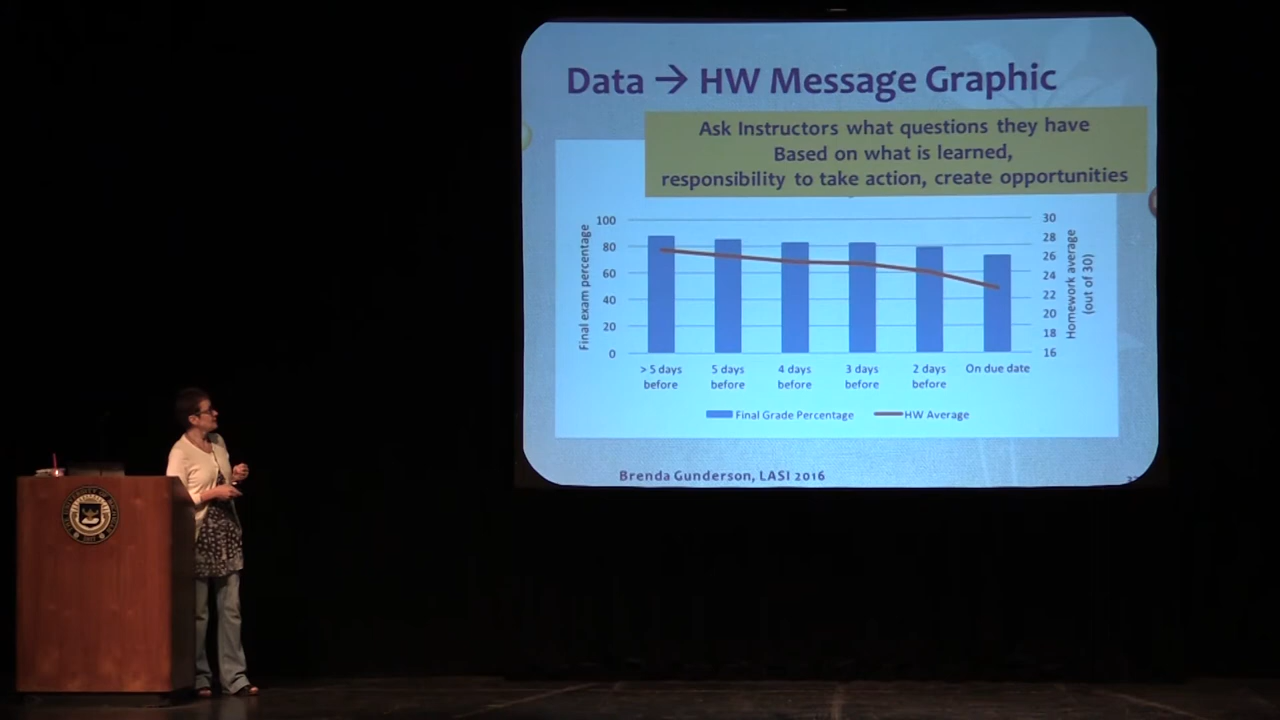 Data → HW Message Graphic
Ask Instructors what questions they have
Based on what is learned,
responsibility to take action, create opportunities
Final exam percentage
100
80
60
40
20
0
30
28
26
24
22
20
18
16
Homework average
(out of 30)
> 5 days
before
5 days
before
4 days
before
3 days
before
2 days
before
On due date
Final Grade Percentage
HW Average
Brenda Gunderson, LASI 2016